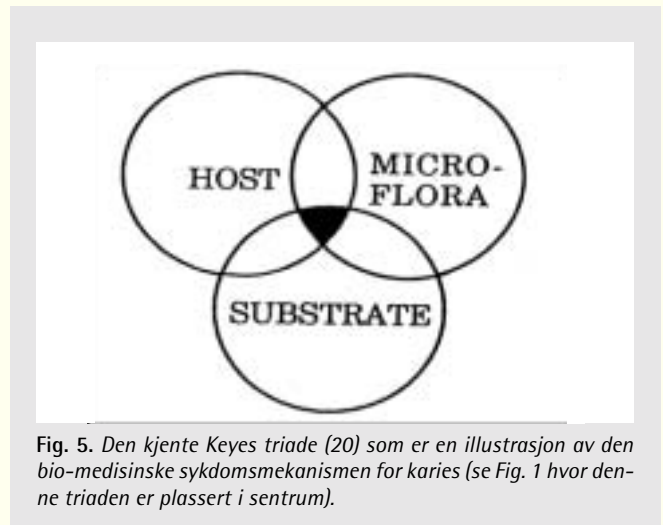 HOST
MICRO-
FLORA
SUBSTRATE
Fig. 5. Den kjente Keyes triade (20) som er en illustrasjon av den
bio-medisinske sykdomsmekanismen for karies (se Fig. 1 hvor den-
ne triaden er plassert i sentrum).